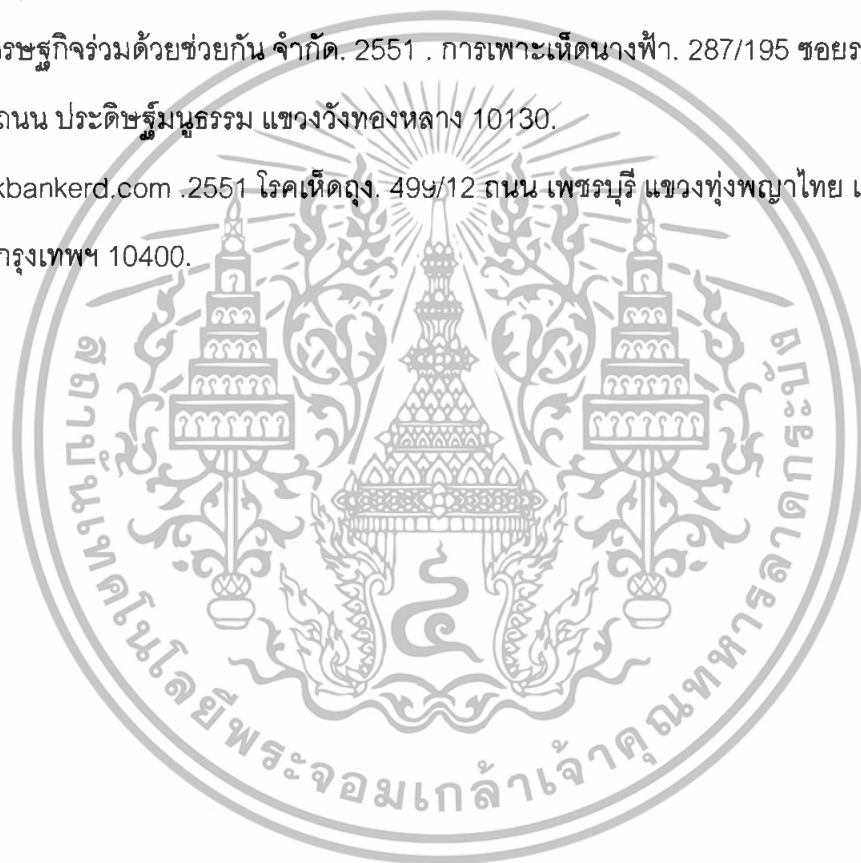 รรษฐกิจร่วมด้วยช่วยกัน จำกัด. 2551 . การเพาะเห็ดนางฟ้า. 287/195 ซอยร
ถนน ประดิษฐ์มนูธรรม แขวงวังทองหลาง 10130.
kbankerd.com .2551 โรคเห็ดถุง. 499/12 ถนน เพชรบุรี แขวงทุ่งพญาไทย เ
กรุงเทพฯ 10400.
สถาบันเทคโนโลยีพระจอมเกล้าเจ้าคุณทหารลาดกระบัง
๔